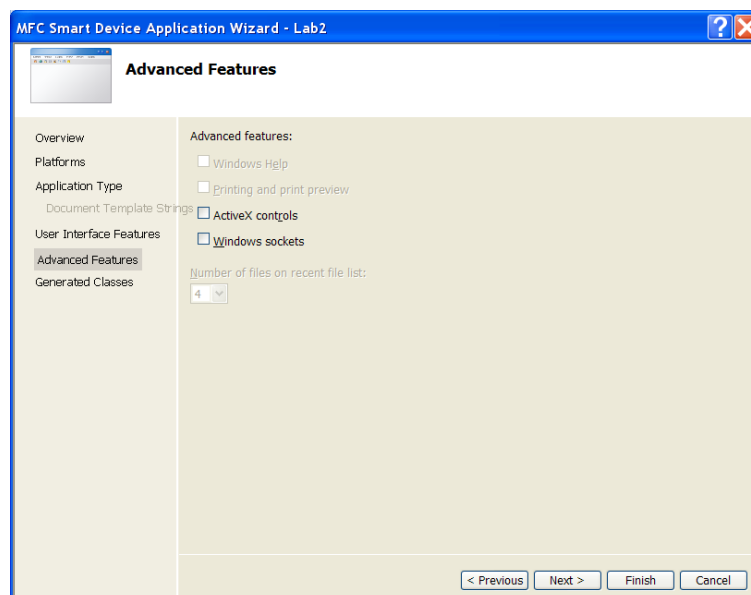 MFC Smart Device Application Wizard - Lab2
Advanced Features
Overview
Platforms
Application Type
Document Template Strings
User Interface Features
Advanced Features
Generated Classes
Advanced features:
Windows Help
Printing and print preview
ActiveX controls
Windows sockets
Number of files on recent file list:
4
< Previous Next > Finish Cancel